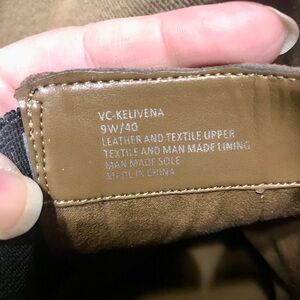 VC-KELIVENA
9W/40
LEATHER AND TEXTILE UPPER
TEXTILE AND MAN MADE LINING
MAN MADE SOLE
MADE IN CHINA